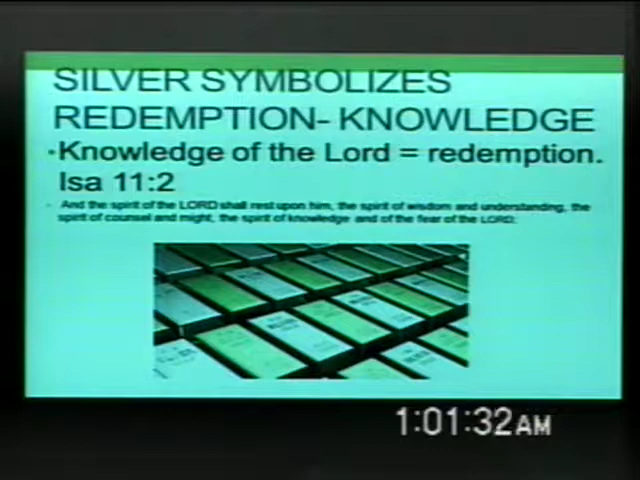 SILVER SYMBOLIZES
REDEMPTION- KNOWLEDGE
•Knowledge of the Lord = redemption.
Isa 11:2
• And the spirit of the LORD shall rest upon him, the spirit of wisdom and understanding, the
spirit of counsel and might, the spirit of knowledge and of the fear of the LORD;
1:01:32AM